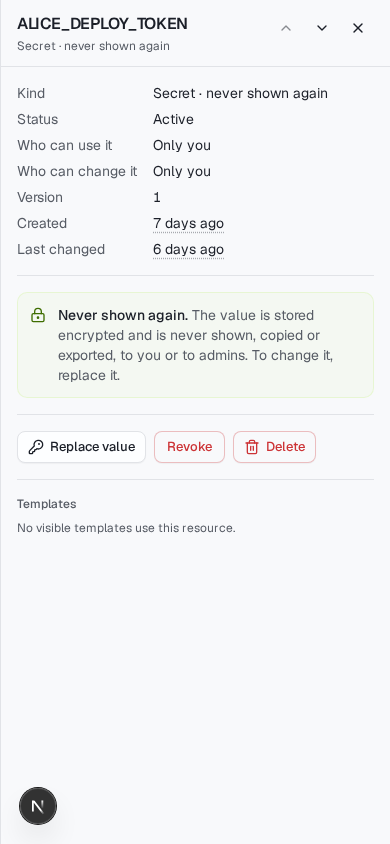 ALICE_DEPLOY_TOKEN
Secret · never shown again
Kind Secret · never shown again
Status Active
Who can use it Only you
Who can change it Only you
Version 1
Created 7 days ago
Last changed 6 days ago
Never shown again. The value is stored
encrypted and is never shown, copied or
exported, to you or to admins. To change it,
replace it.
Replace value Revoke Delete
Templates
No visible templates use this resource.
N